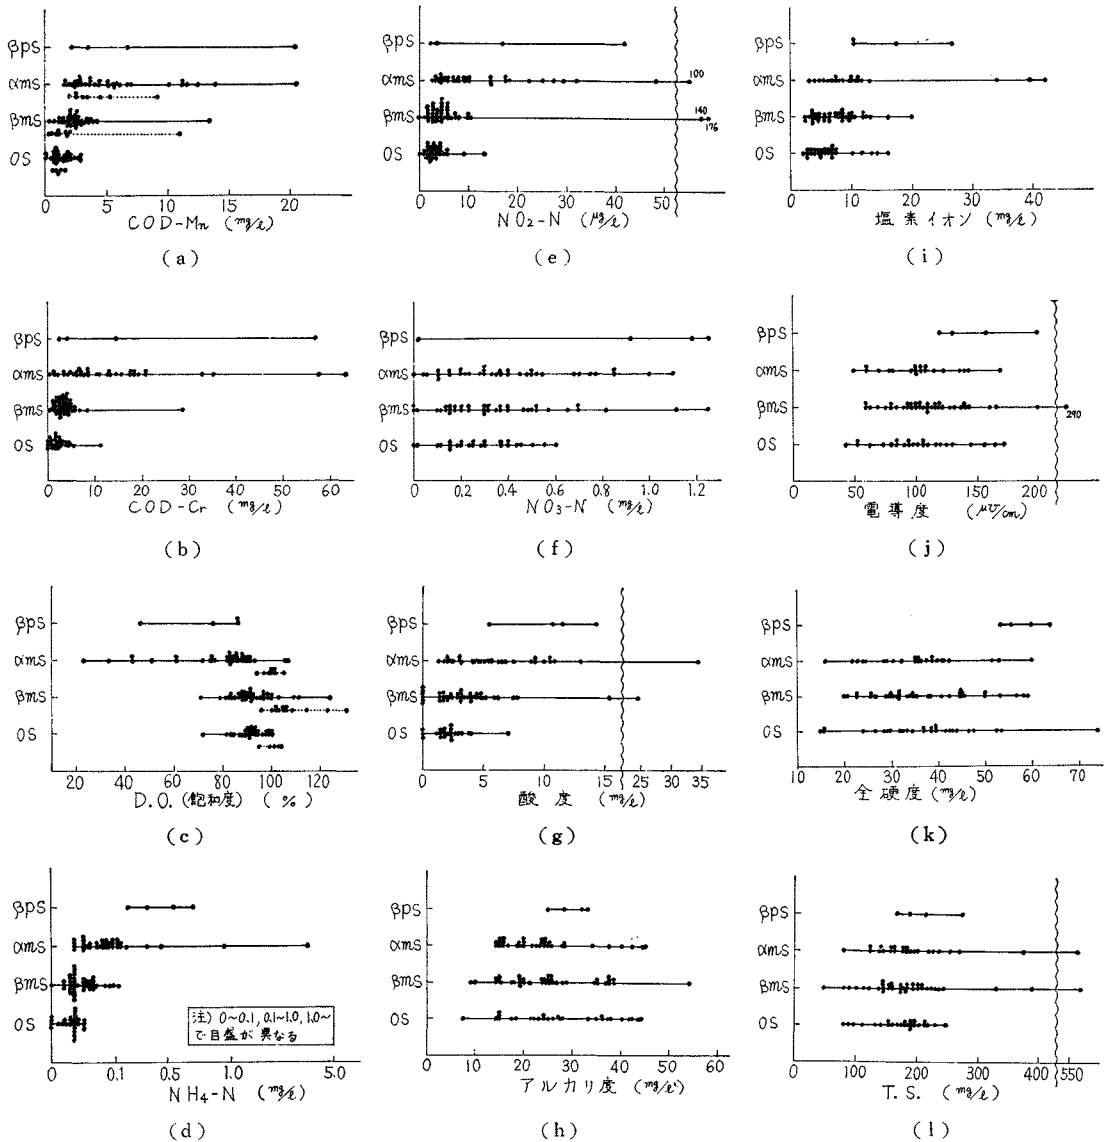 βps
αms
βms
OS
0 5 10 15 20
COD-Mn (mg/ℓ)
(a)
βps
αms
βms
OS
100
140
176
0 10 20 30 40 50
NO₂-N (μg/ℓ)
(e)
βps
αms
βms
OS
0 10 20 30 40
塩素イオン (mg/ℓ)
(i)
βps
αms
βms
OS
0 10 20 30 40 50 60
COD-Cr (mg/ℓ)
(b)
βps
αms
βms
OS
0.2 0.4 0.6 0.8 1.0 1.2
NO₃-N (mg/ℓ)
(f)
βps
αms
βms
OS
290
0 50 100 150 200
電導度 (μ℧/cm)
(j)
βps
αms
βms
OS
20 40 60 80 100 120
D.O.(飽和度) (%)
(c)
βps
αms
βms
OS
0 5 10 15 25 35
酸度 (mg/ℓ)
(g)
βps
αms
βms
OS
10 20 30 40 50 60 70
全硬度 (mg/ℓ)
(k)
βps
αms
βms
OS
注) 0~0.1, 0.1~1.0, 1.0~
で目盛が異なる
0 0.1 0.5 1.0 5.0
NH₄-N (mg/ℓ)
(d)
βps
αms
βms
OS
0 10 20 30 40 50 60
アルカリ度 (mg/ℓ)
(h)
βps
αms
βms
OS
100 200 300 400 550
T.S. (mg/ℓ)
(l)